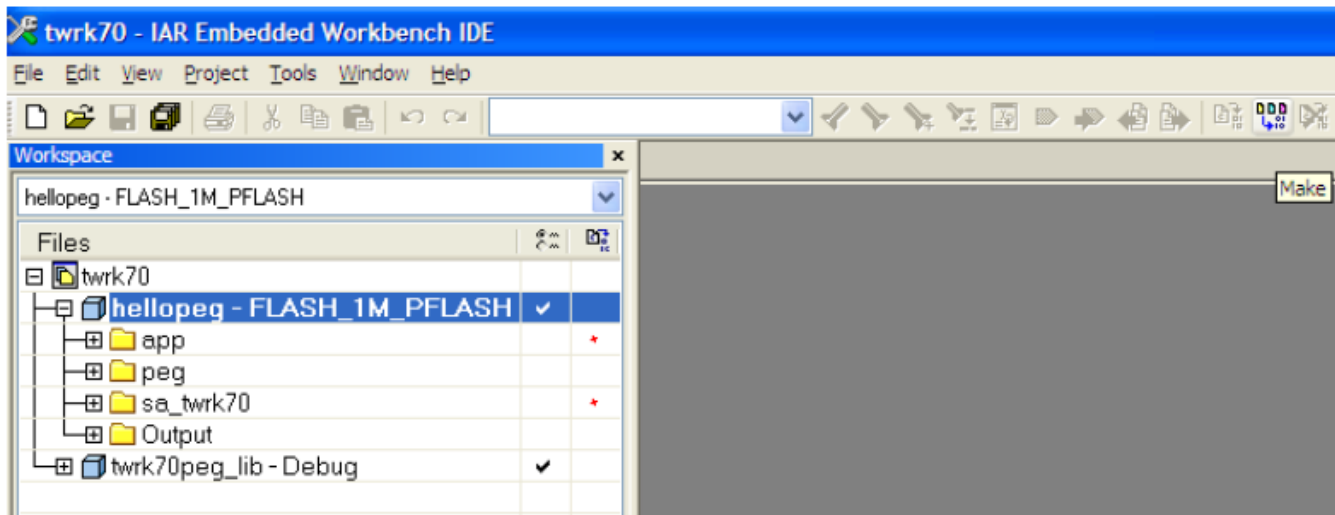 twrk70 - IAR Embedded Workbench IDE
File Edit View Project Tools Window Help
Workspace x
Make
hellopeg - FLASH_1M_PFLASH
Files
twrk70
hellopeg - FLASH_1M_PFLASH
app
peg
sa_twrk70
Output
twrk70peg_lib - Debug